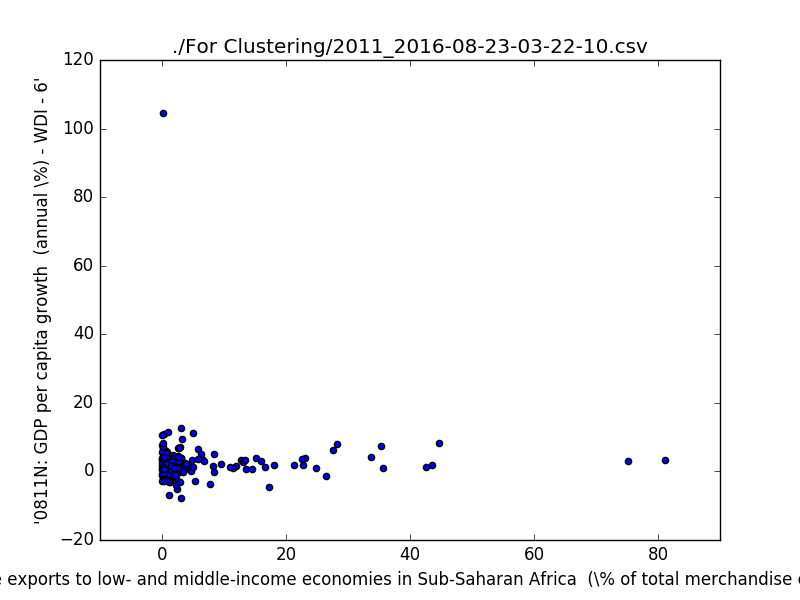 ./For Clustering/2011_2016-08-23-03-22-10.csv
'0811N: GDP per capita growth  (annual \%) - WDI - 6'
120
100
80
60
40
20
0
−20
0 20 40 60 80
exports to low- and middle-income economies in Sub-Saharan Africa  (\% of total merchandise